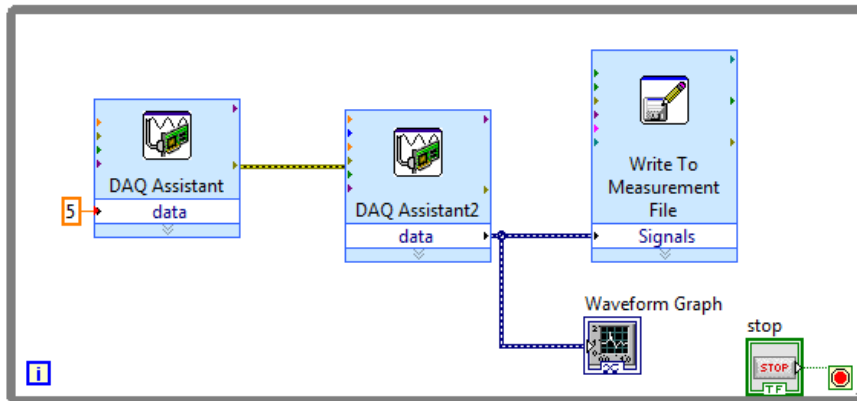 DAQ Assistant
5
data
DAQ Assistant2
data
Write To
Measurement
File
Signals
Waveform Graph
stop
STOP
TF
i